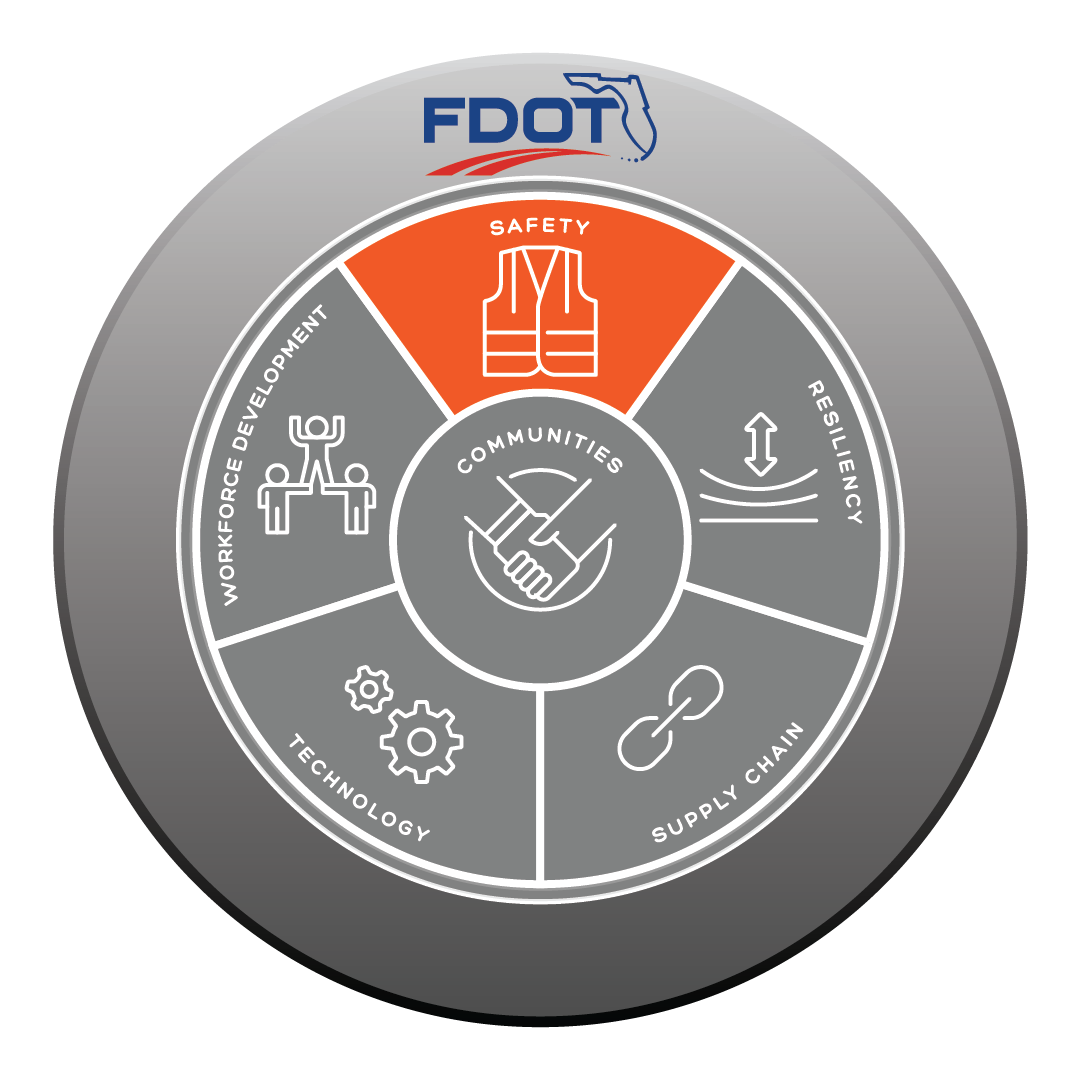 FDOT
SAFETY
RESILIENCY
SUPPLY CHAIN
TECHNOLOGY
WORKFORCE DEVELOPMENT
COMMUNITIES